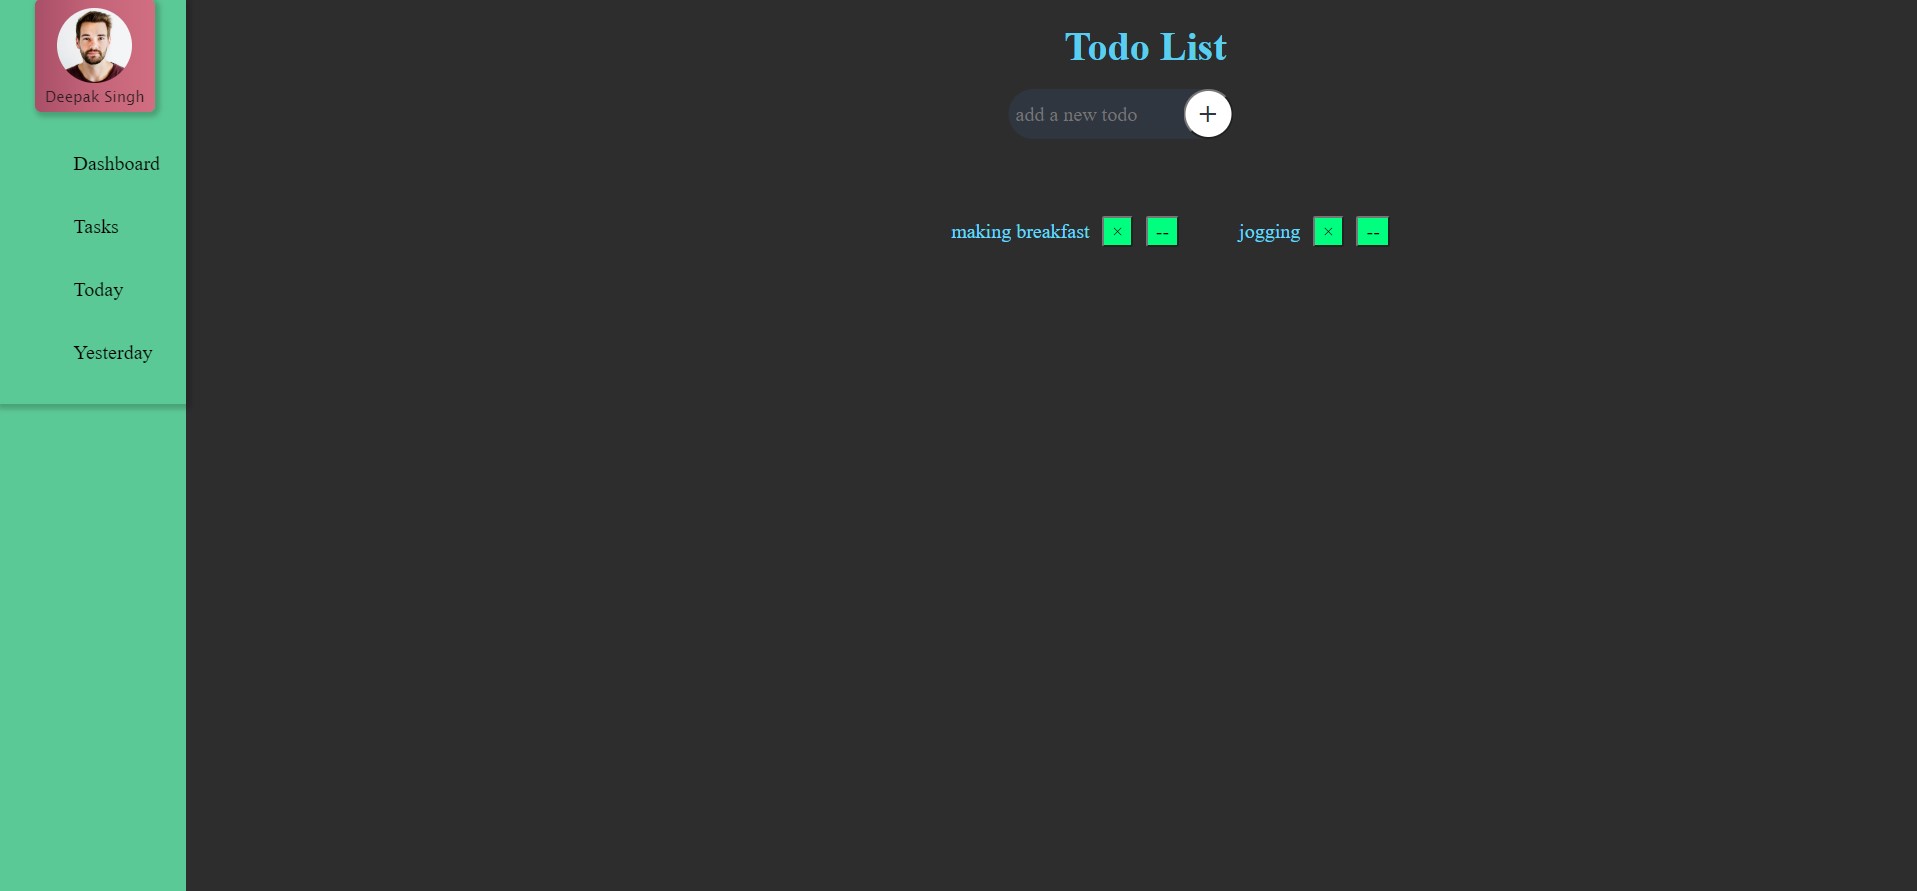 Deepak Singh
Dashboard
Tasks
Today
Yesterday
Todo List
add a new todo +
making breakfast × -- jogging × --